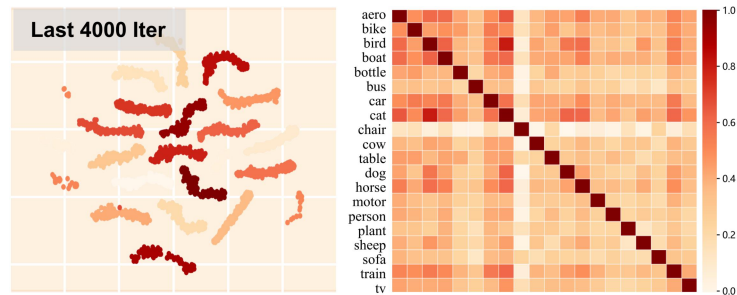 Last 4000 Iter
aero
bike
bird
boat
bottle
bus
car
cat
chair
cow
table
dog
horse
motor
person
plant
sheep
sofa
train
tv
1.0
0.8
0.6
0.4
0.2
0.0